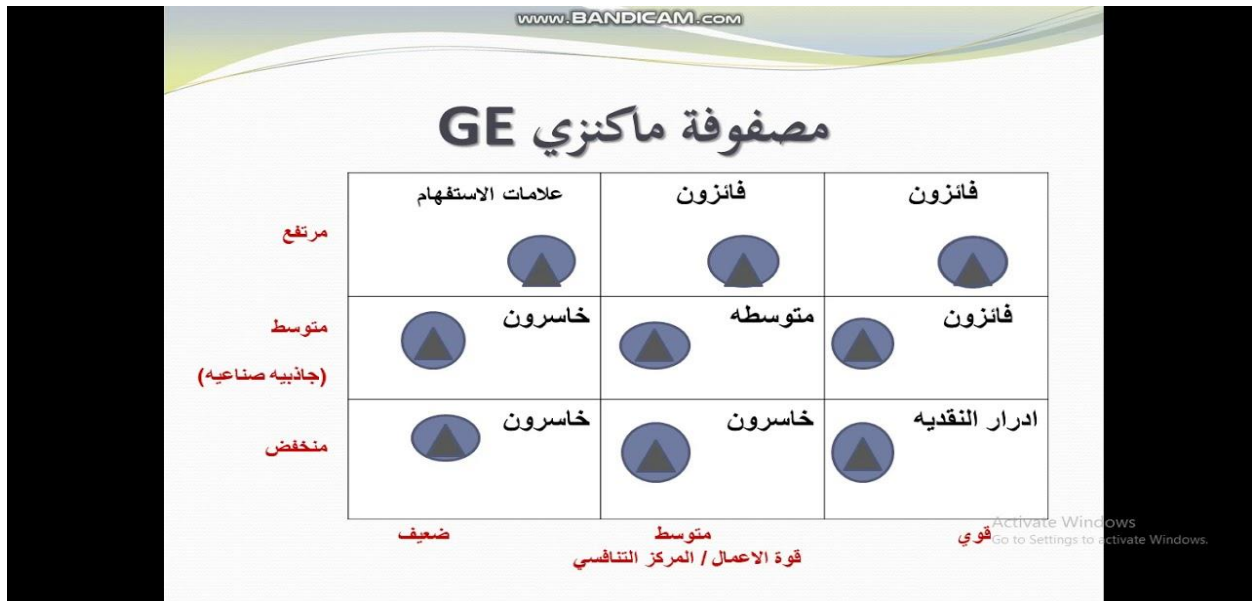 www.BANDICAM.com
مصفوفة ماكنزي GE
فائزون
فائزون
علامات الاستفهام
مرتفع
فائزون
متوسطه
خاسرون
متوسط
(جاذبيه صناعيه)
ادرار النقديه
خاسرون
خاسرون
منخفض
قوي
متوسط
ضعيف
قوة الاعمال / المركز التنافسي
Activate Windows
Go to Settings to activate Windows.